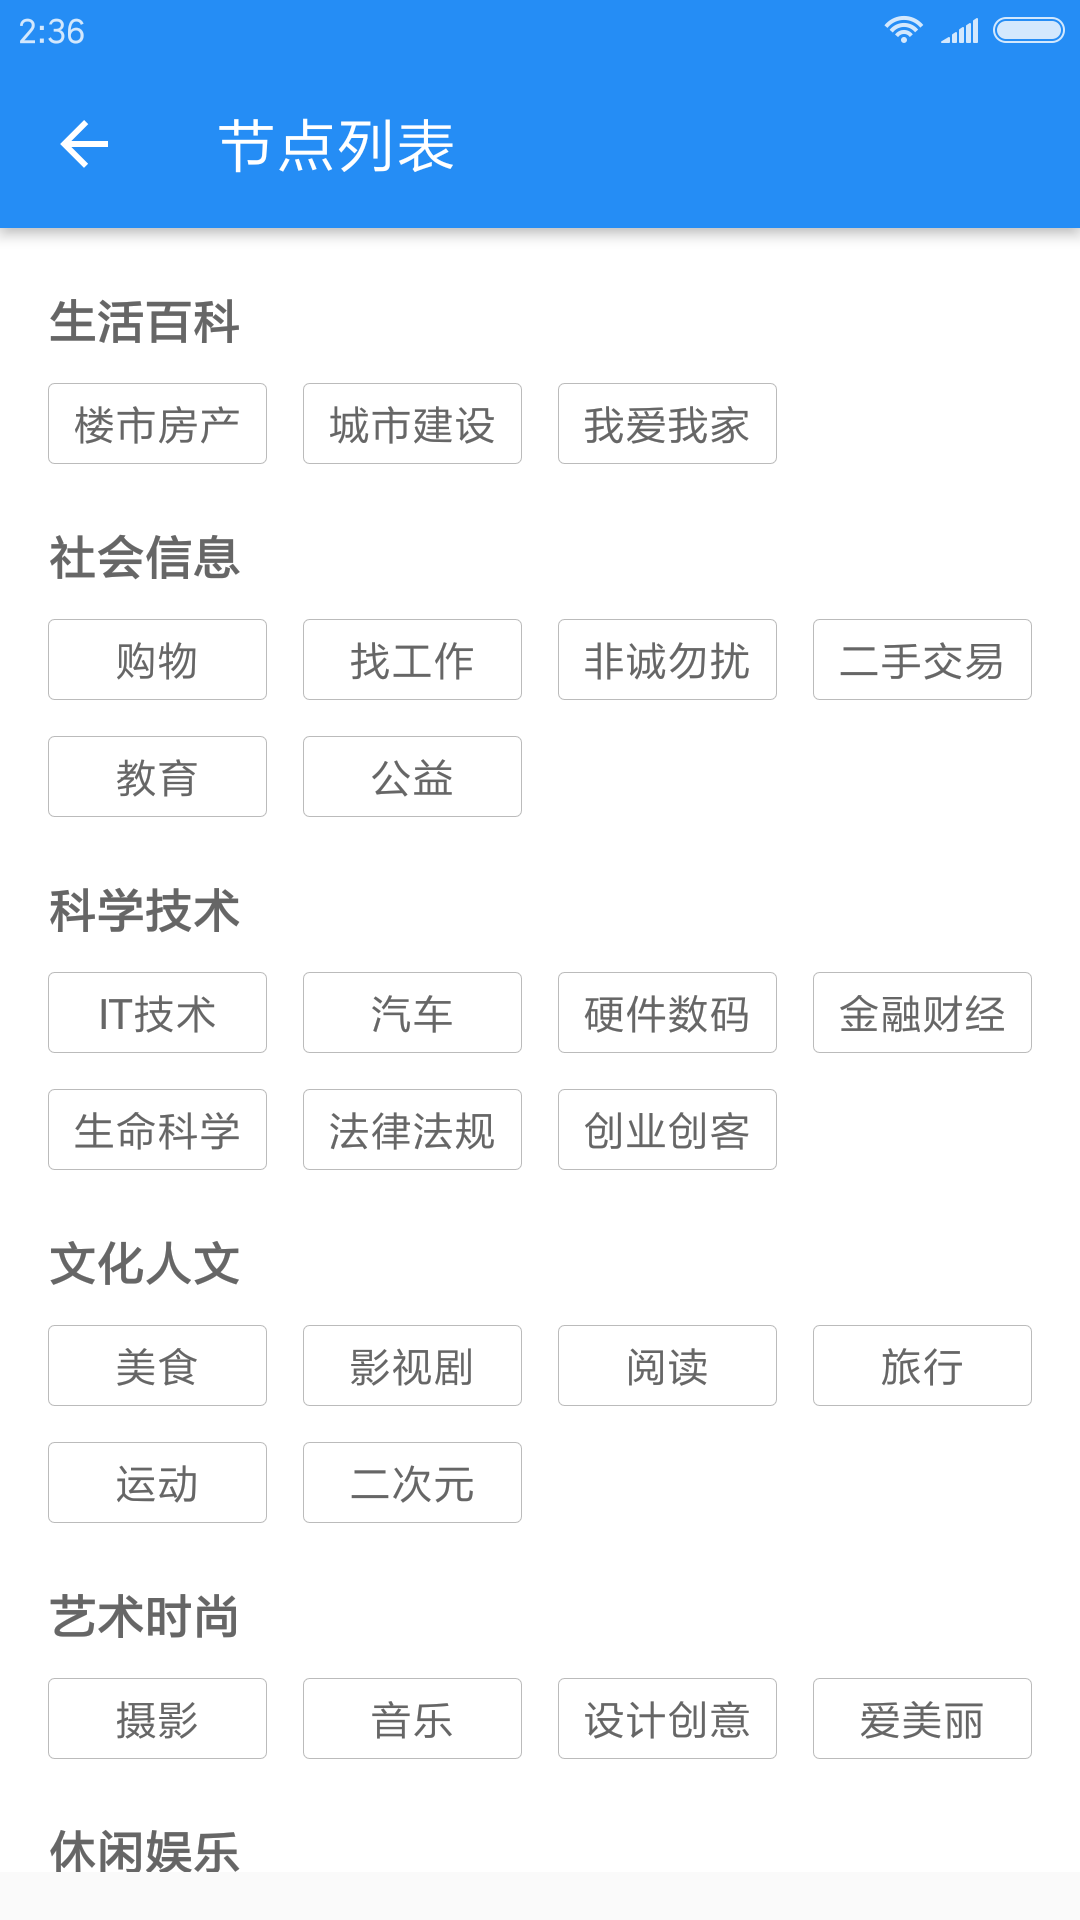 2:36
节点列表
生活百科
楼市房产 城市建设 我爱我家
社会信息
购物 找工作 非诚勿扰 二手交易
教育 公益
科学技术
IT技术 汽车 硬件数码 金融财经
生命科学 法律法规 创业创客
文化人文
美食 影视剧 阅读 旅行
运动 二次元
艺术时尚
摄影 音乐 设计创意 爱美丽
休闲娱乐